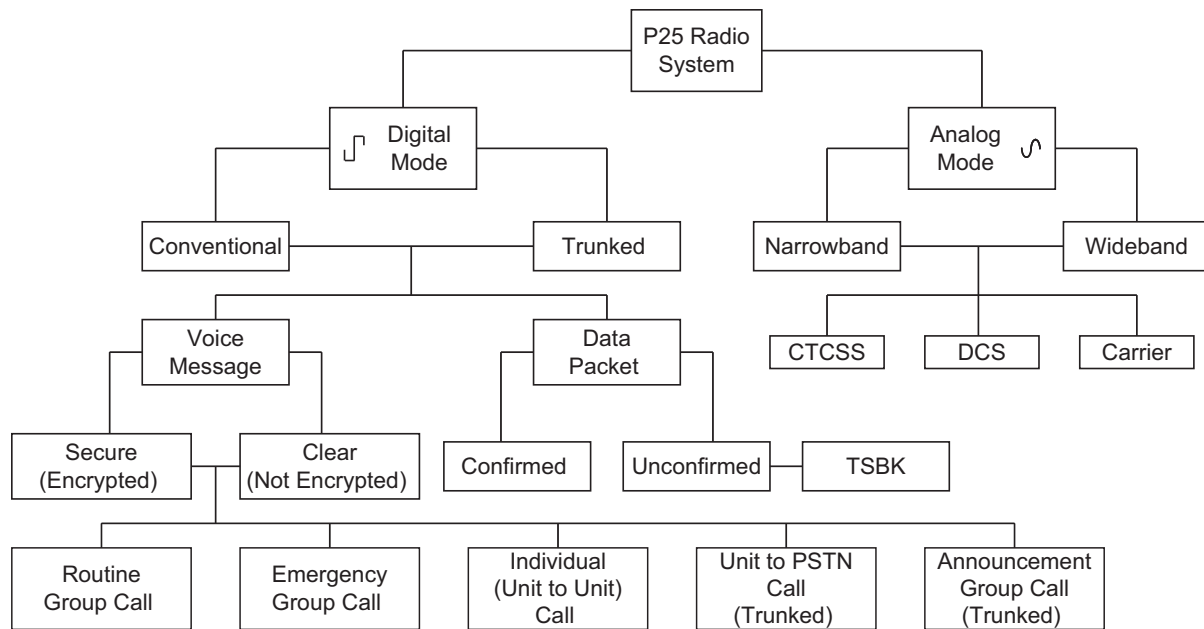 P25 Radio
System
Digital
Mode
Analog
Mode
Conventional
Trunked
Narrowband
Wideband
Voice
Message
Data
Packet
CTCSS
DCS
Carrier
Secure
(Encrypted)
Clear
(Not Encrypted)
Confirmed
Unconfirmed
TSBK
Routine
Group Call
Emergency
Group Call
Individual
(Unit to Unit)
Call
Unit to PSTN
Call
(Trunked)
Announcement
Group Call
(Trunked)